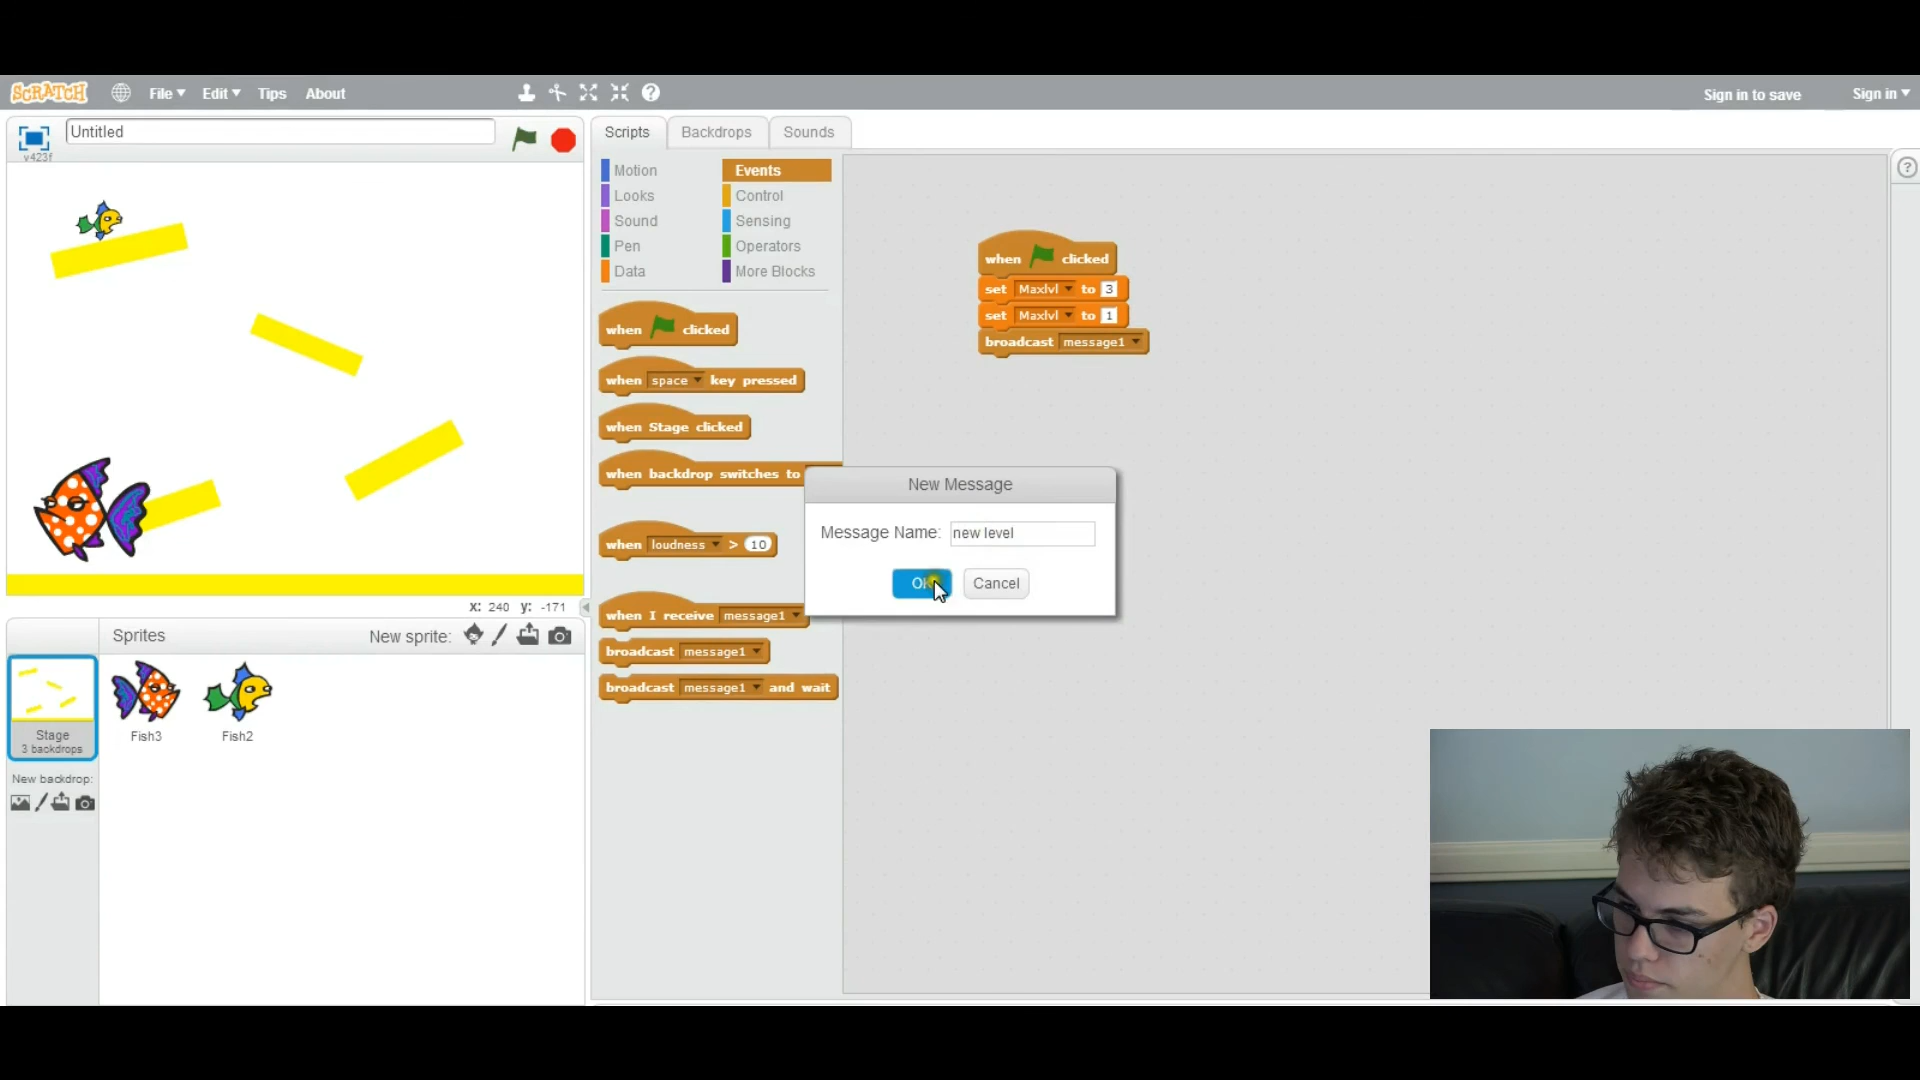 SCRATCH File▼ Edit▼ Tips About Sign in to save Sign in▼
v423f Untitled
Scripts Backdrops Sounds
Motion Events
Looks Control
Sound Sensing
Pen Operators
Data More Blocks
when clicked
when space key pressed
when Stage clicked
when backdrop switches to
when loudness > 10
when I receive message1
broadcast message1
broadcast message1 and wait
when clicked
set Maxlvl to 3
set Maxlvl to 1
broadcast message1
New Message
Message Name: new level
OK Cancel
x: 240 y: -171
Sprites New sprite:
Stage
3 backdrops
New backdrop:
Fish3
Fish2